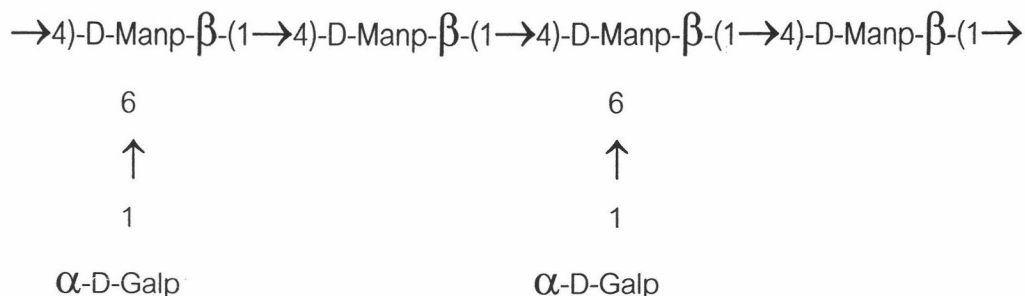 →4)-D-Manp-β-(1→4)-D-Manp-β-(1→4)-D-Manp-β-(1→4)-D-Manp-β-(1→
6 6
↑ ↑
1 1
α-D-Galp α-D-Galp